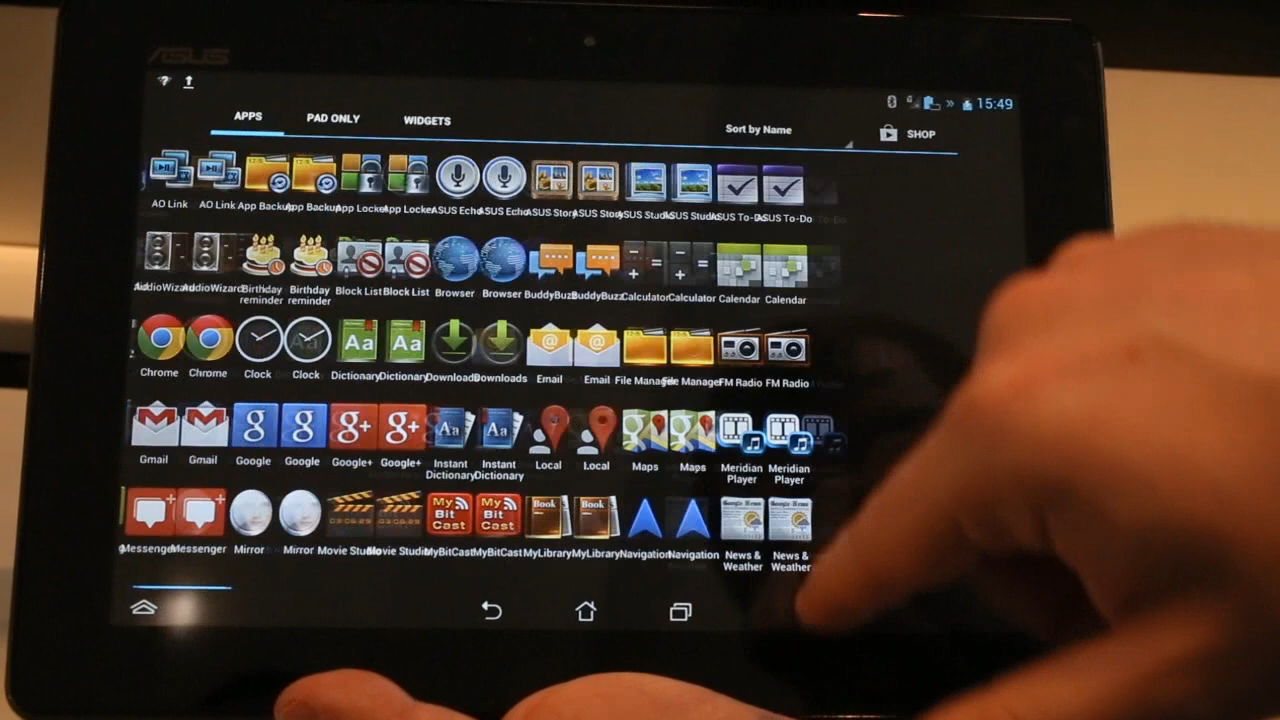 ASUS
15:49
APPS PAD ONLY WIDGETS Sort by Name SHOP
AO Link AO Link App Backup App Backup App Locker App Locker ASUS Echo ASUS Echo ASUS Story ASUS Story ASUS Studio ASUS Studio ASUS To-Do ASUS To-Do
AudioWizard AudioWizard Birthday reminder Birthday reminder Block List Block List Browser Browser BuddyBuzz BuddyBuzz Calculator Calculator Calendar Calendar
Chrome Chrome Clock Clock Dictionary Dictionary Downloads Downloads Email Email File Manager File Manager FM Radio FM Radio
Gmail Gmail Google Google Google+ Google+ Instant Dictionary Instant Dictionary Local Local Maps Maps Meridian Player Meridian Player
Messenger Messenger Mirror Mirror Movie Studio Movie Studio MyBitCast MyBitCast MyLibrary MyLibrary Navigation Navigation News & Weather News & Weather